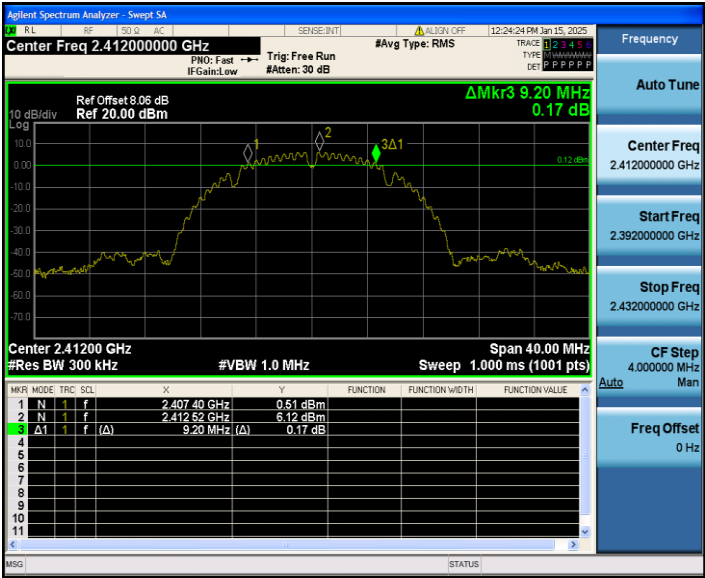 Agilent Spectrum Analyzer - Swept SA
RL RF 50 Ω AC SENSE:INT ALIGN OFF 12:24:24 PM Jan 15, 2025
Center Freq 2.412000000 GHz
PNO: Fast
IFGain:Low
Trig: Free Run
#Atten: 30 dB
#Avg Type: RMS
TRACE 1 2 3 4 5 6
TYPE
DET P P P P P P
ΔMkr3 9.20 MHz
0.17 dB
Ref Offset 8.06 dB
10 dB/div Ref 20.00 dBm
Log
10.0
0.00
-10.0
-20.0
-30.0
-40.0
-50.0
-60.0
-70.0
1
2
3Δ1
0.12 dBm
Center 2.41200 GHz Span 40.00 MHz
#Res BW 300 kHz #VBW 1.0 MHz Sweep 1.000 ms (1001 pts)
MKR MODE TRC SCL X Y FUNCTION FUNCTION WIDTH FUNCTION VALUE
1 N 1 f 2.407 40 GHz 0.51 dBm
2 N 1 f 2.412 52 GHz 6.12 dBm
3 Δ1 1 f (Δ) 9.20 MHz (Δ) 0.17 dB
4
5
6
7
8
9
10
11
MSG STATUS
Frequency
Auto Tune
Center Freq
2.412000000 GHz
Start Freq
2.392000000 GHz
Stop Freq
2.432000000 GHz
CF Step
4.000000 MHz
Auto Man
Freq Offset
0 Hz